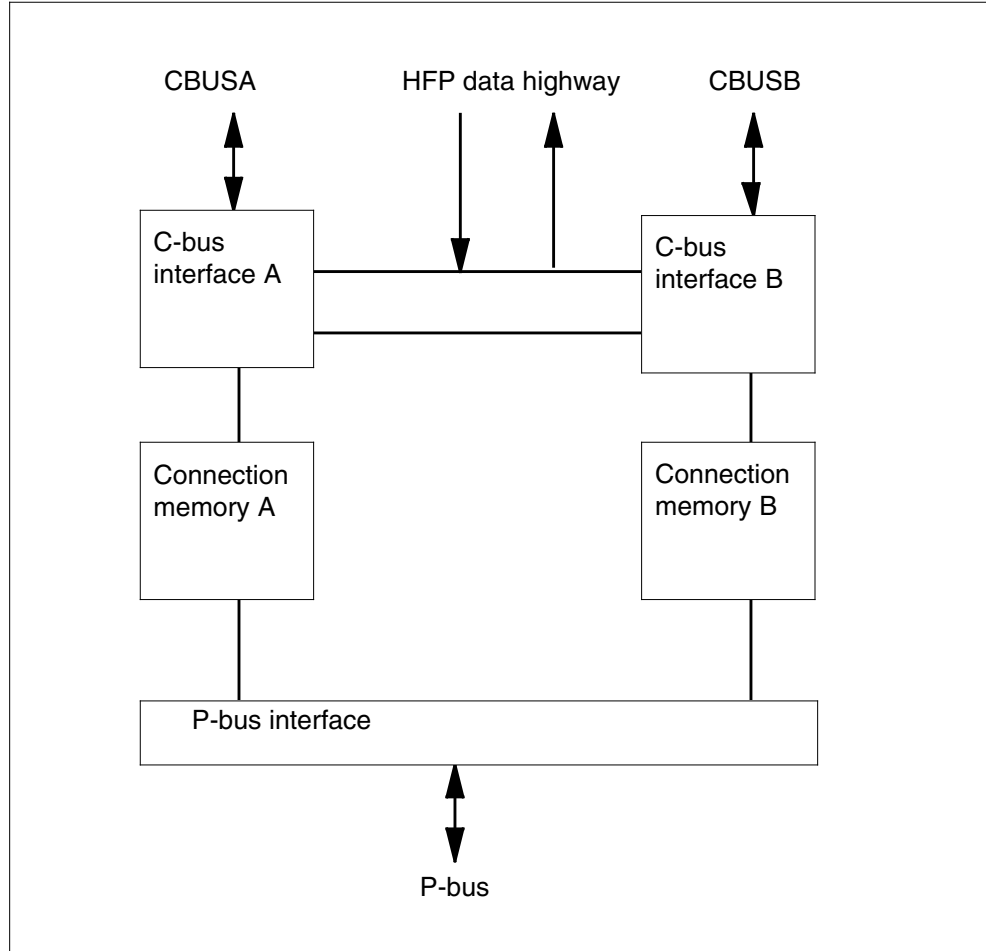 CBUSA
HFP data highway
CBUSB
C-bus
interface A
C-bus
interface B
Connection
memory A
Connection
memory B
P-bus interface
P-bus